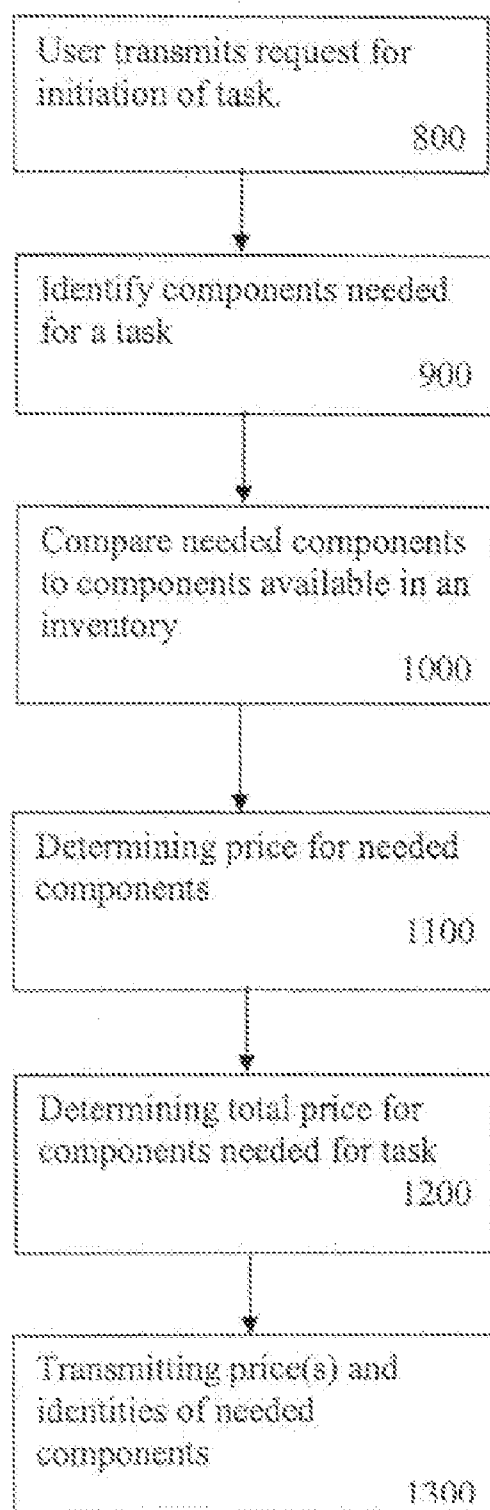 User transmits request for
initiation of task.
800
Identify components needed
for a task
900
Compare needed components
to components available in an
inventory
1000
Determining price for needed
components
1100
Determining total price for
components needed for task
1200
Transmitting price(s) and
identities of needed
components
1300